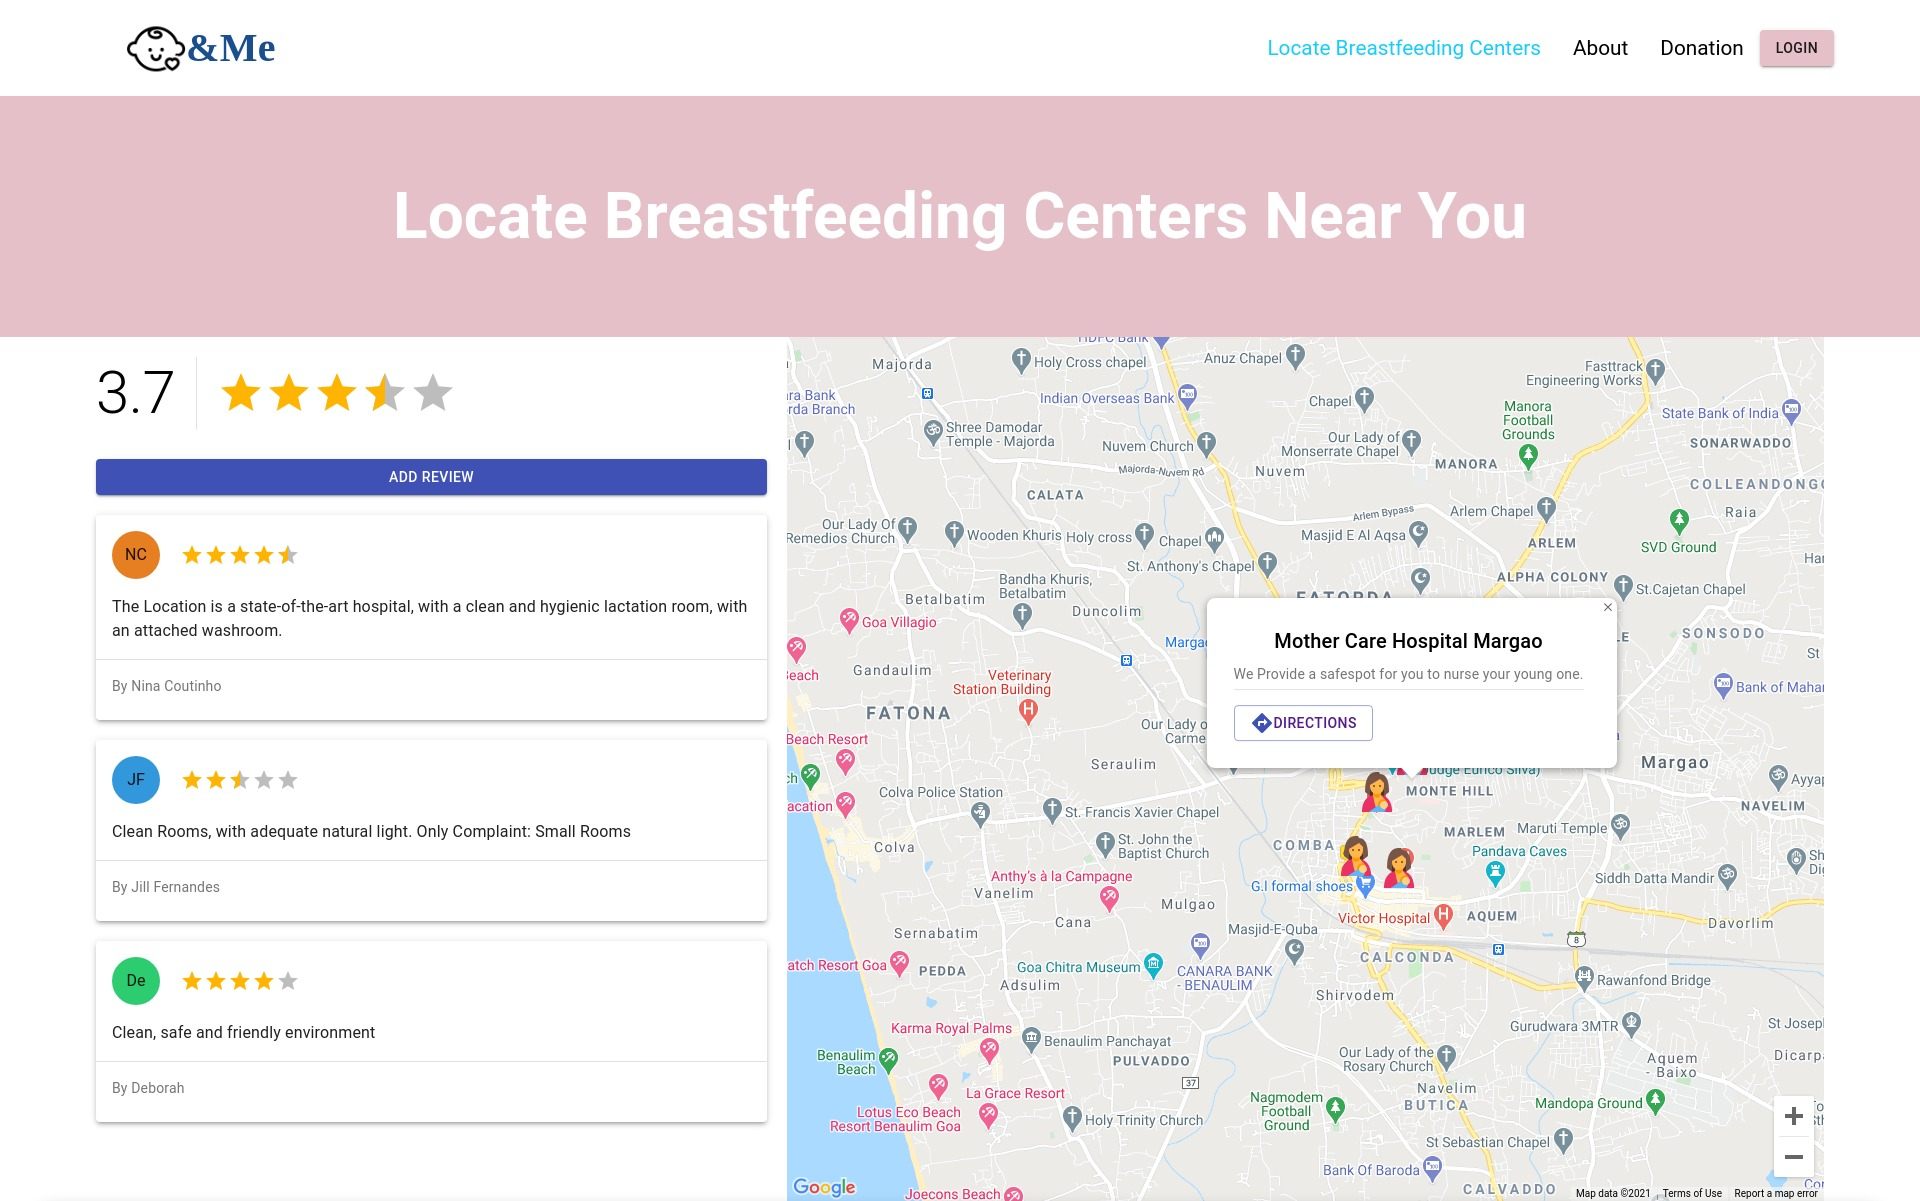 &Me
Locate Breastfeeding Centers
About
Donation
LOGIN
Locate Breastfeeding Centers Near You
3.7
ADD REVIEW
NC
The Location is a state-of-the-art hospital, with a clean and hygienic lactation room, with
an attached washroom.
By Nina Coutinho
JF
Clean Rooms, with adequate natural light. Only Complaint: Small Rooms
By Jill Fernandes
De
Clean, safe and friendly environment
By Deborah
HDFC Bank
Majorda
Holy Cross chapel
Anuz Chapel
Fasttrack
Engineering Works
Indian Overseas Bank
Chapel
Manora
Football
Grounds
State Bank of India
Shree Damodar
Temple - Majorda
Nuvem Church
Our Lady of
Monserrate Chapel
SONARWADDO
MANORA
Majorda-Nuvem Rd
Nuvem
CALATA
COLLEANDONGO
Raia
Our Lady Of
Remedios Church
Wooden Khuris
Holy cross
Chapel
Arlem Bypass
Arlem Chapel
Masjid E Al Aqsa
ARLEM
SVD Ground
St. Anthony's Chapel
Bandha Khuris,
Betalbatim
ALPHA COLONY
St.Cajetan Chapel
Betalbatim
Duncolim
FATORDA
Goa Villagio
SONSODO
Gandaulim
Veterinary
Station Building
Mother Care Hospital Margao
We Provide a safespot for you to nurse your young one.
DIRECTIONS
FATONA
Beach Resort
Seraulim
Margao
MONTE HILL
Colva Police Station
St. Francis Xavier Chapel
NAVELIM
MARLEM
Maruti Temple
Colva
St. John the
Baptist Church
COMBA
Pandava Caves
Anthy's à la Campagne
Vanelim
G.I formal shoes
Siddh Datta Mandir
Mulgao
Cana
Victor Hospital
AQUEM
Davorlim
Sernabatim
Masjid-E-Quba
8
CALCONDA
PEDDA
Goa Chitra Museum
CANARA BANK
- BENAULIM
Adsulim
Rawanfond Bridge
Shirvodem
Karma Royal Palms
Gurudwara 3MTR
Benaulim Panchayat
Benaulim
Beach
PULVADDO
Our Lady of the
Rosary Church
Aquem
- Baixo
37
La Grace Resort
Navelim
BUTICA
Nagmodem
Football
Ground
Mandopa Ground
Lotus Eco Beach
Resort Benaulim Goa
Holy Trinity Church
St Sebastian Chapel
Bank Of Baroda
CALVADDO
Joecons Beach
Google
Map data ©2021
Terms of Use
Report a map error